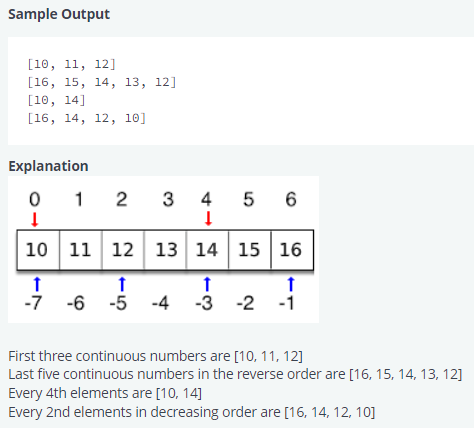 Sample Output
[10, 11, 12]
[16, 15, 14, 13, 12]
[10, 14]
[16, 14, 12, 10]
Explanation
0 1 2 3 4 5 6
10 11 12 13 14 15 16
-7 -6 -5 -4 -3 -2 -1
First three continuous numbers are [10, 11, 12]
Last five continuous numbers in the reverse order are [16, 15, 14, 13, 12]
Every 4th elements are [10, 14]
Every 2nd elements in decreasing order are [16, 14, 12, 10]